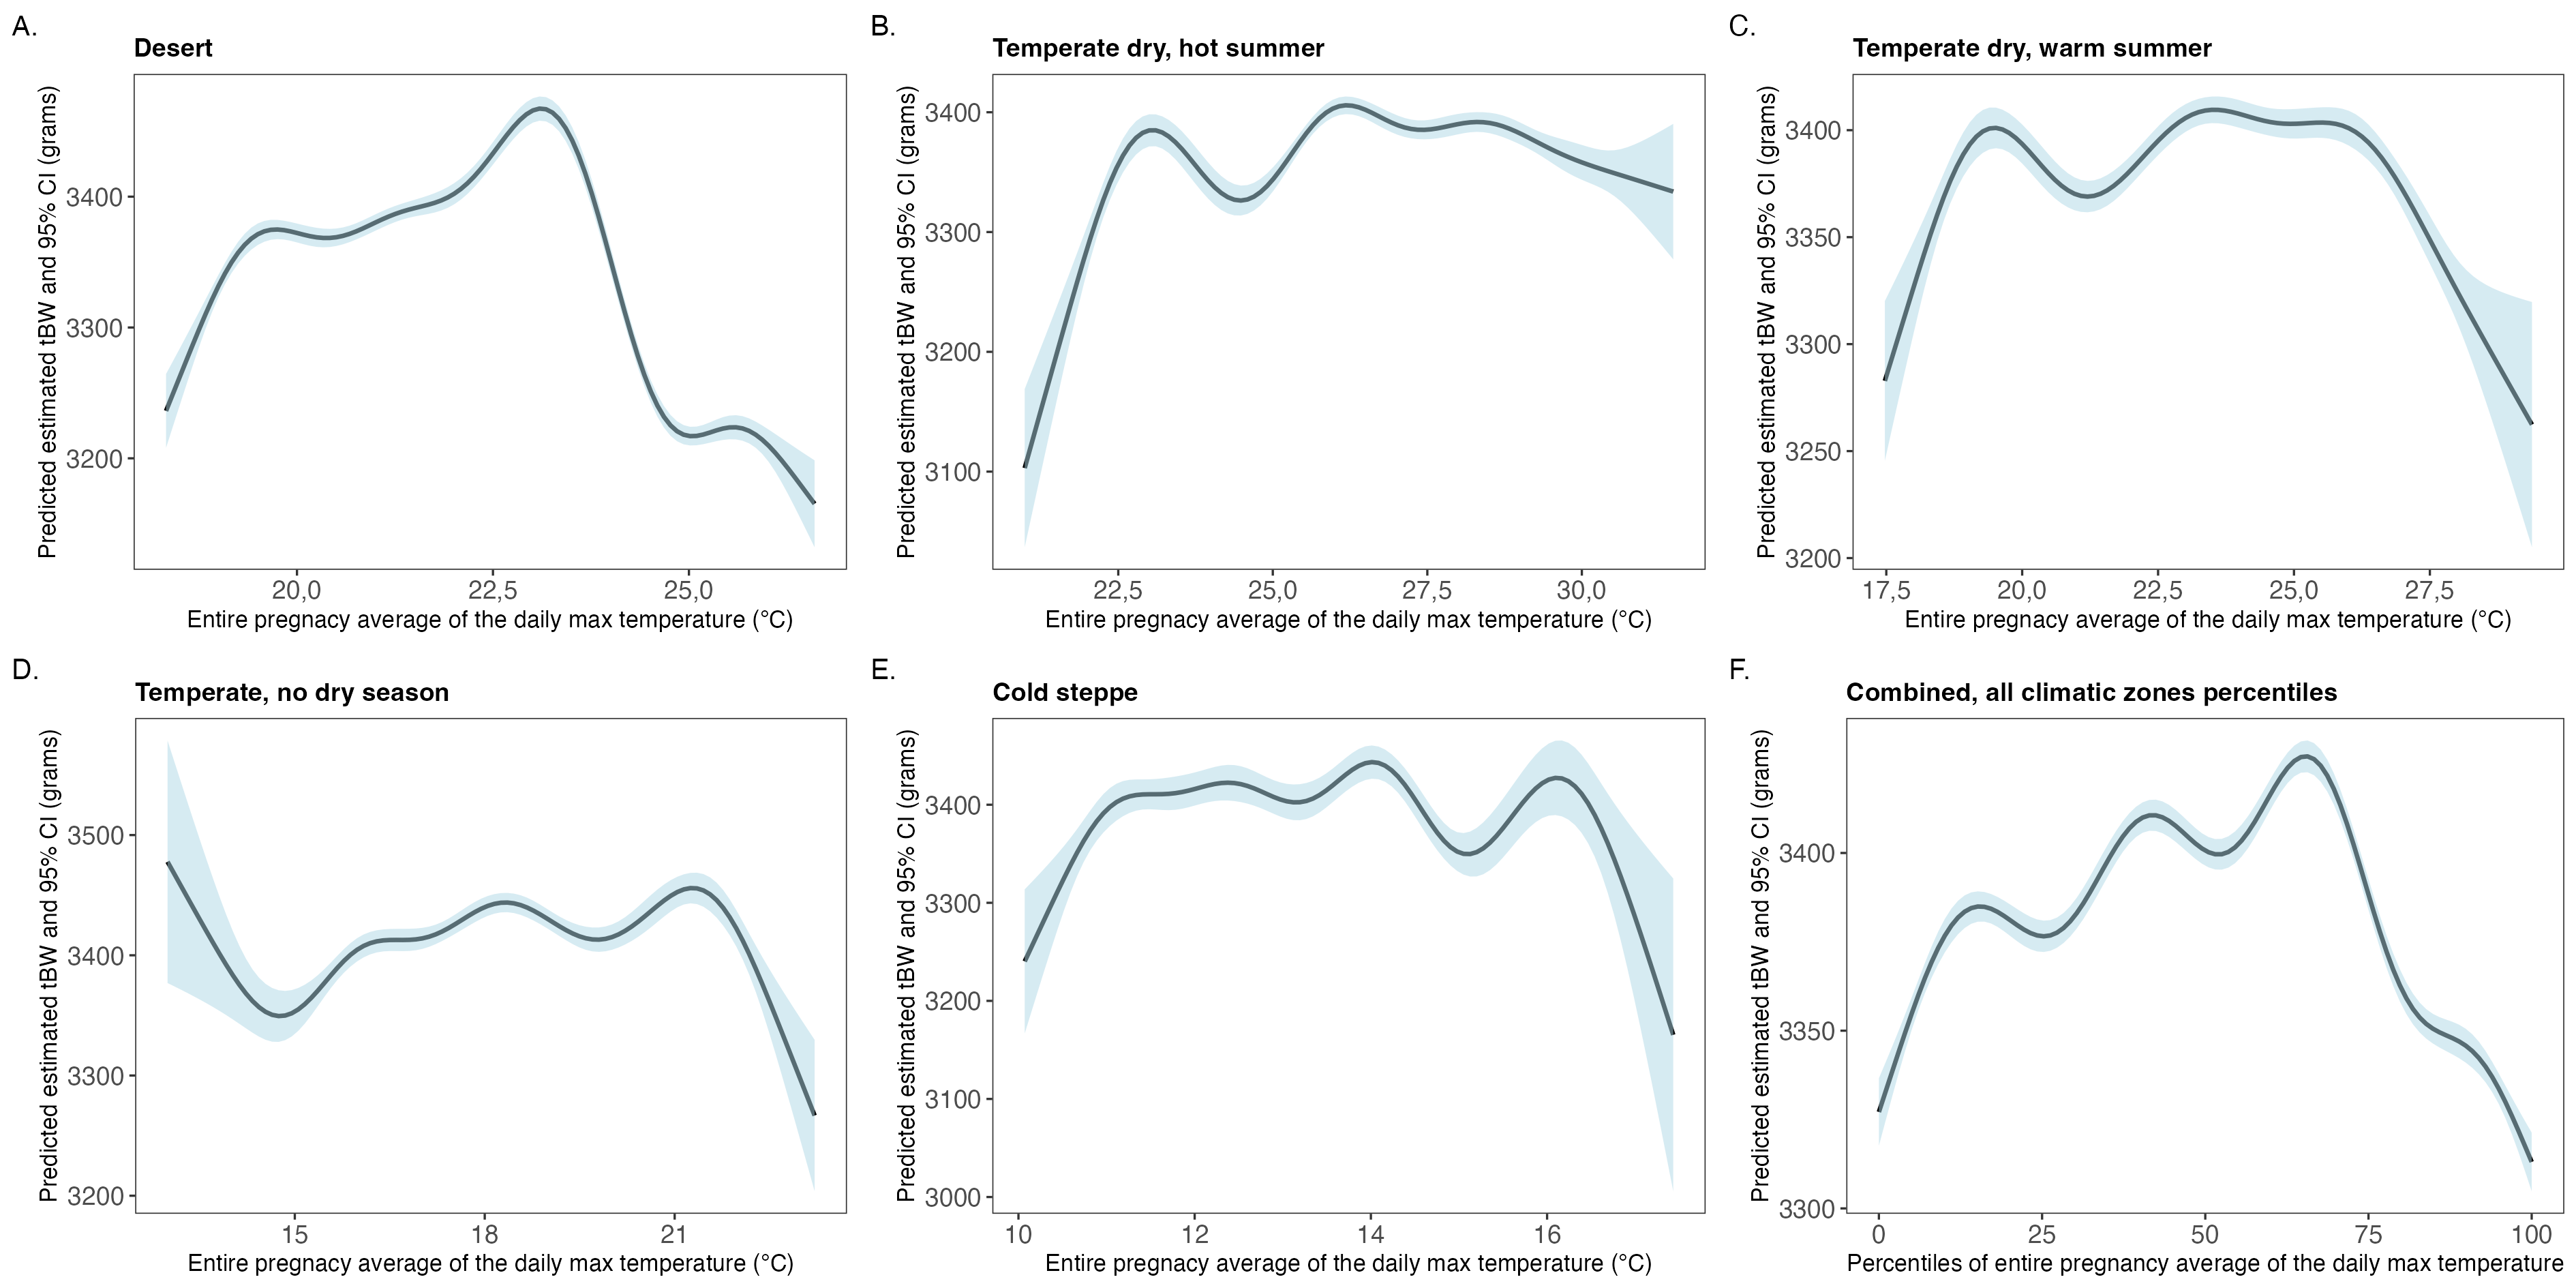 A.
Desert
Predicted estimated tBW and 95% CI (grams)
3400
3300
3200
20,0 22,5 25,0
Entire pregnacy average of the daily max temperature (°C)
B.
Temperate dry, hot summer
Predicted estimated tBW and 95% CI (grams)
3400
3300
3200
3100
22,5 25,0 27,5 30,0
Entire pregnacy average of the daily max temperature (°C)
C.
Temperate dry, warm summer
Predicted estimated tBW and 95% CI (grams)
3400
3350
3300
3250
3200
17,5 20,0 22,5 25,0 27,5
Entire pregnacy average of the daily max temperature (°C)
D.
Temperate, no dry season
Predicted estimated tBW and 95% CI (grams)
3500
3400
3300
3200
15 18 21
Entire pregnacy average of the daily max temperature (°C)
E.
Cold steppe
Predicted estimated tBW and 95% CI (grams)
3400
3300
3200
3100
3000
10 12 14 16
Entire pregnacy average of the daily max temperature (°C)
F.
Combined, all climatic zones percentiles
Predicted estimated tBW and 95% CI (grams)
3400
3350
3300
0 25 50 75 100
Percentiles of entire pregnancy average of the daily max temperature